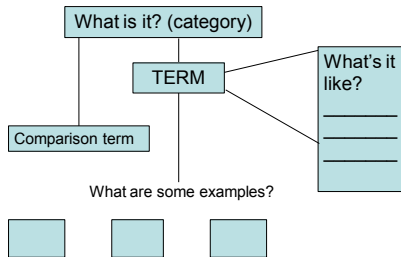 What is it? (category)
TERM
What's it
like?
Comparison term
What are some examples?